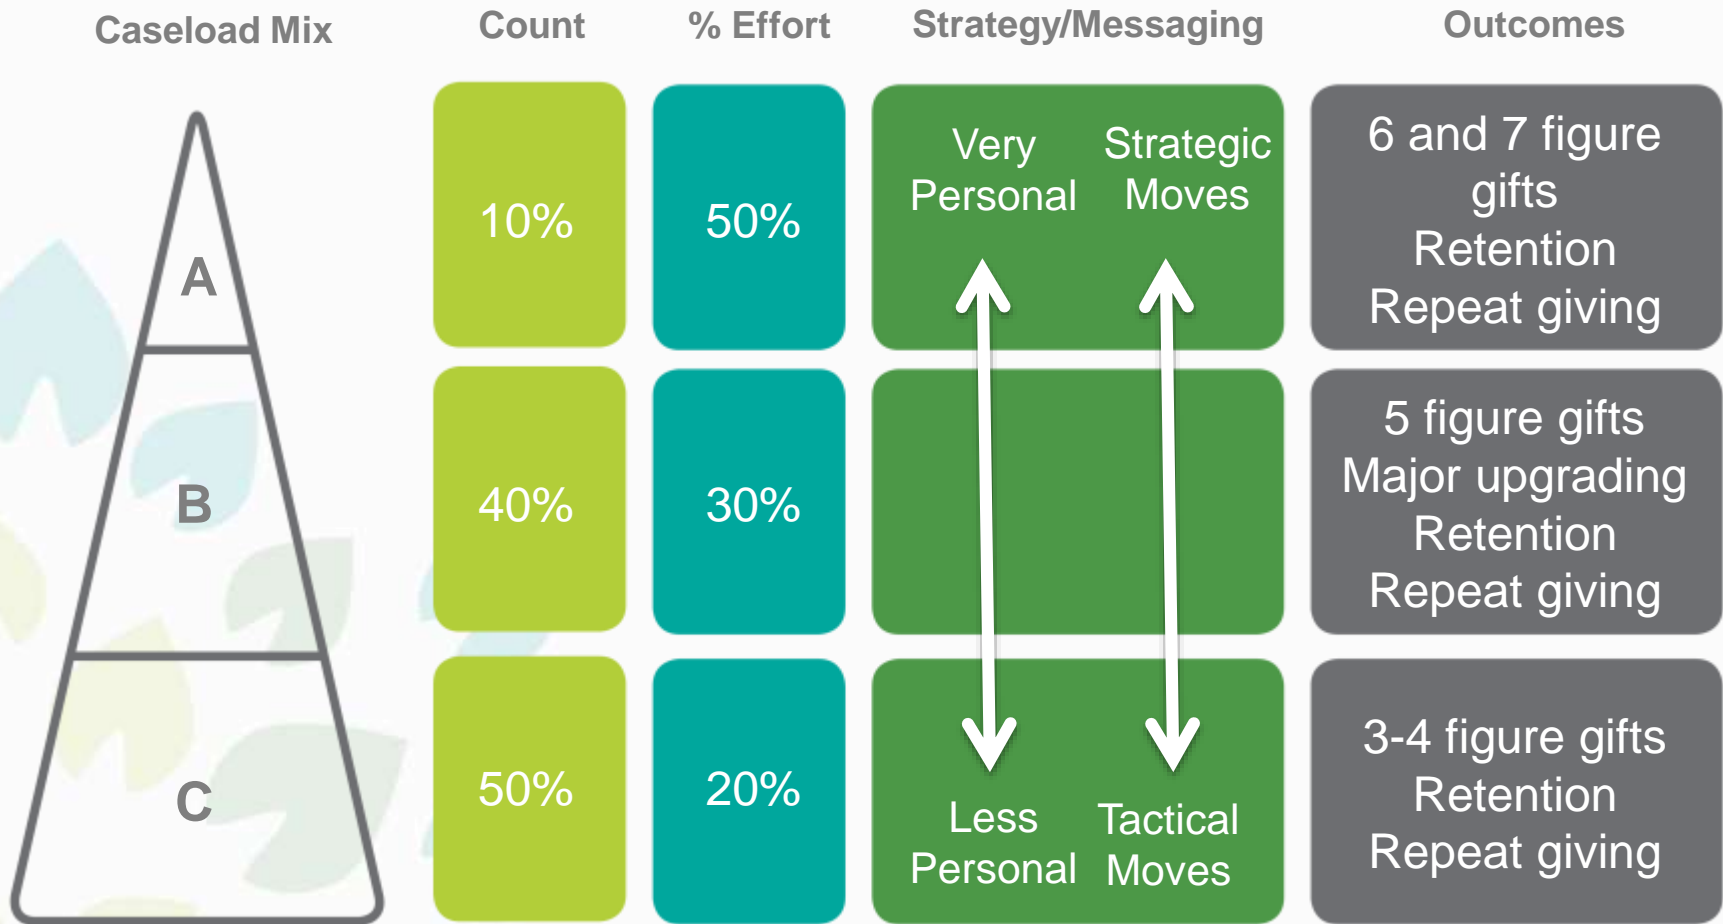 Caseload Mix
Count
% Effort
Strategy/Messaging
Outcomes
A
10%
50%
Very
Personal
Strategic
Moves
6 and 7 figure
gifts
Retention
Repeat giving
B
40%
30%
5 figure gifts
Major upgrading
Retention
Repeat giving
C
50%
20%
Less
Personal
Tactical
Moves
3-4 figure gifts
Retention
Repeat giving